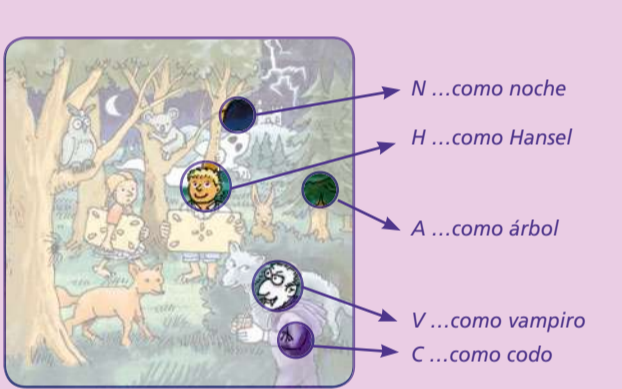 N ...como noche
H ...como Hansel
A ...como árbol
V ...como vampiro
C ...como codo